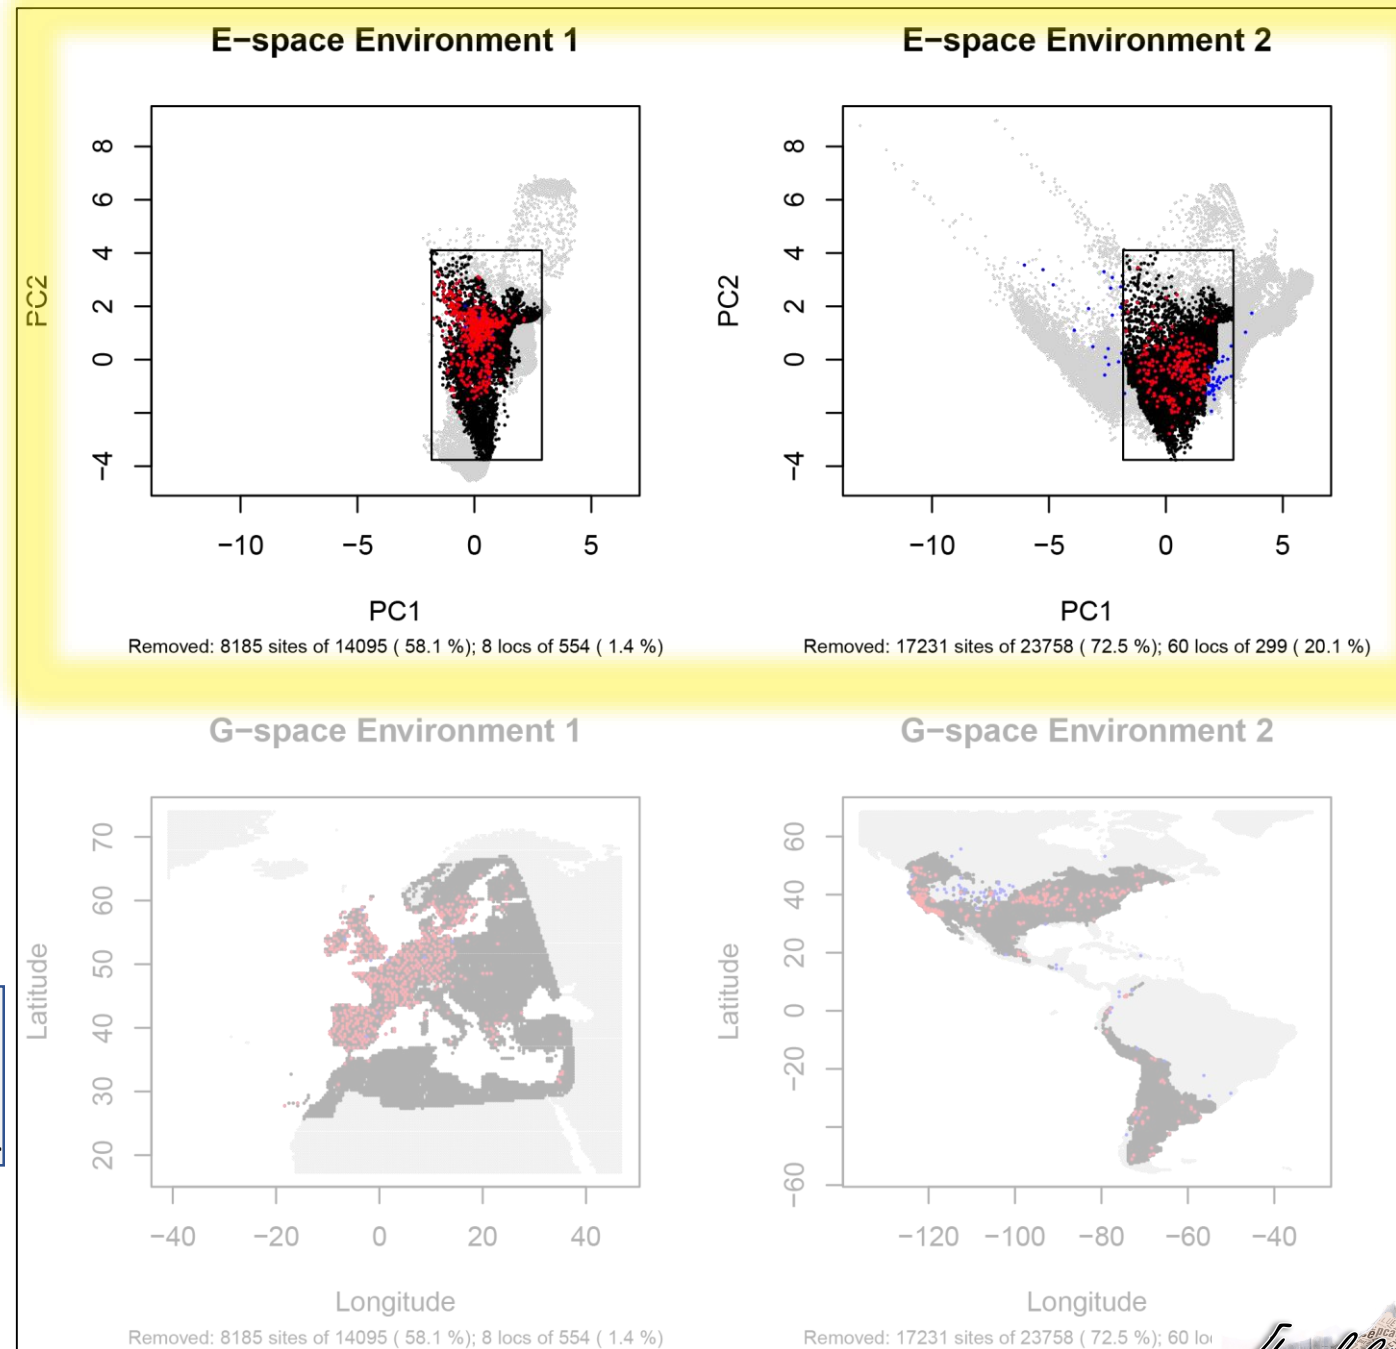 E−space Environment 1
E−space Environment 2
8
6
4
2
0
−4
PC2
−10 −5 0 5
PC1
Removed: 8185 sites of 14095 ( 58.1 %); 8 locs of 554 ( 1.4 %)
8
6
4
2
0
−4
PC2
−10 −5 0 5
PC1
Removed: 17231 sites of 23758 ( 72.5 %); 60 locs of 299 ( 20.1 %)
G−space Environment 1
G−space Environment 2
70
60
50
40
30
20
Latitude
−40 −20 0 20 40
Longitude
Removed: 8185 sites of 14095 ( 58.1 %); 8 locs of 554 ( 1.4 %)
60
40
20
0
−20
−60
Latitude
−120 −100 −80 −60 −40
Longitude
Removed: 17231 sites of 23758 ( 72.5 %); 60